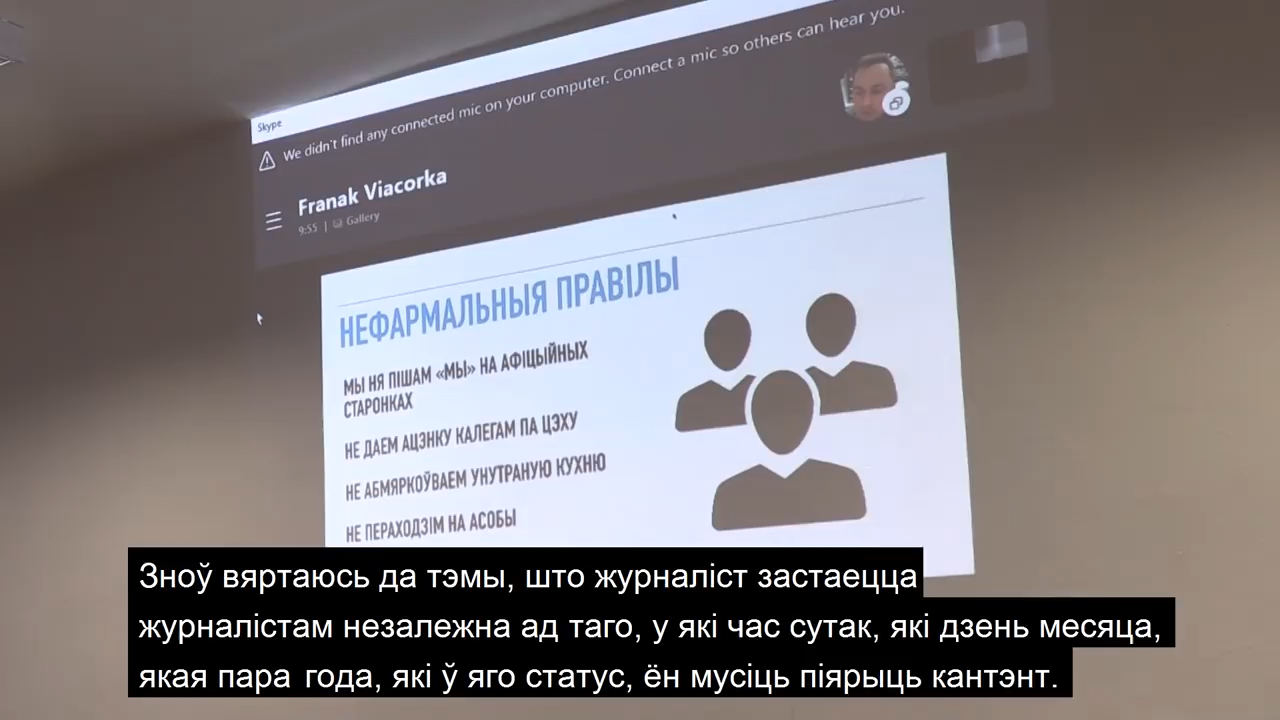 Skype
We didn't find any connected mic on your computer. Connect a mic so others can hear you.
Franak Viacorka
9:55 | Gallery
НЕФАРМАЛЬНЫЯ ПРАВІЛЫ
МЫ НЯ ПІШАМ «МЫ» НА АФІЦЫЙНЫХ
СТАРОНКАХ
НЕ ДАЕМ АЦЭНКУ КАЛЕГАМ ПА ЦЭХУ
НЕ АБМЯРКОЎВАЕМ УНУТРАНУЮ КУХНЮ
НЕ ПЕРАХОДЗІМ НА АСОБЫ
Зноў вяртаюсь да тэмы, што журналіст застаецца
журналістам незалежна ад таго, у які час сутак, які дзень месяца,
якая пара года, які ў яго статус, ён мусіць піярыць кантэнт.